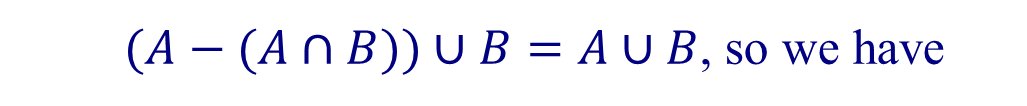 (A − (A ∩ B)) ∪ B = A ∪ B, so we have